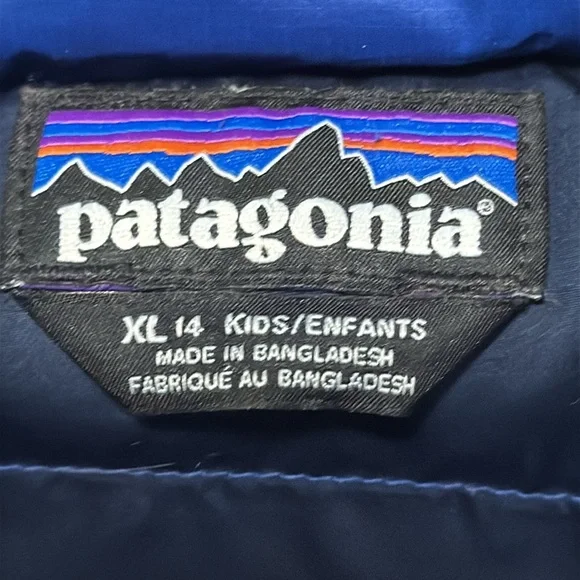 patagonia®
XL 14 KIDS/ENFANTS
MADE IN BANGLADESH
FABRIQUÉ AU BANGLADESH